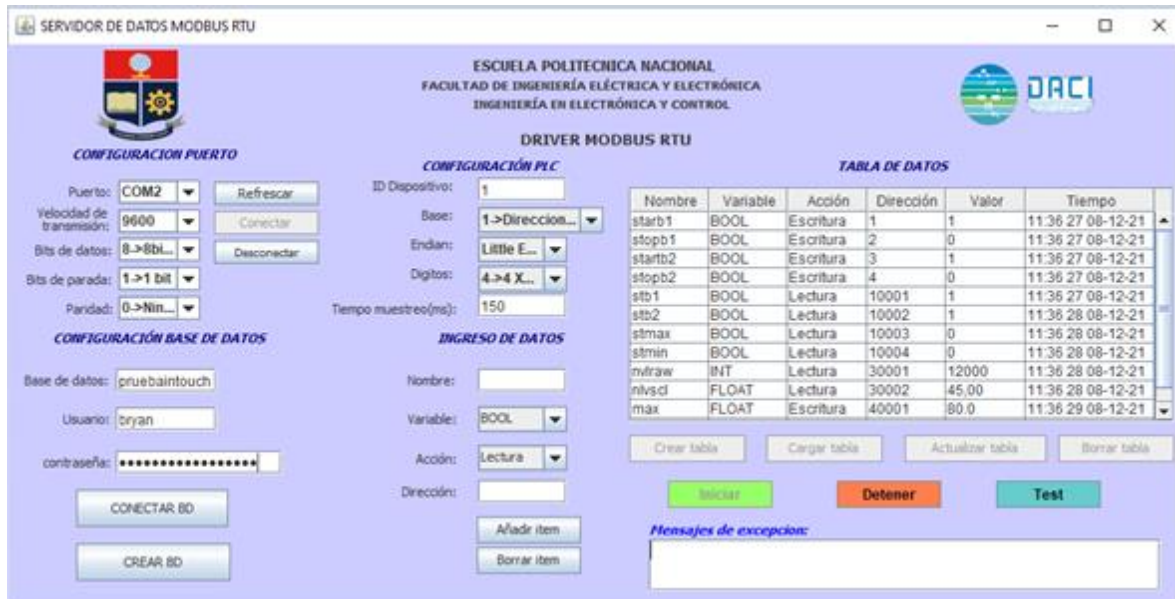 SERVIDOR DE DATOS MODBUS RTU
ESCUELA POLITECNICA NACIONAL
FACULTAD DE INGENIERÍA ELÉCTRICA Y ELECTRÓNICA
INGENIERÍA EN ELECTRÓNICA Y CONTROL
DACI
DRIVER MODBUS RTU
CONFIGURACION PUERTO
Puerto: COM2 Refrescar
Velocidad de transmisión: 9600 Conectar
Bits de datos: 8->8bi... Desconectar
Bits de parada: 1->1 bit
Paridad: 0->Nin...
CONFIGURACIÓN BASE DE DATOS
Base de datos: pruebaintouch
Usuario: bryan
contraseña:
CONECTAR BD
CREAR BD
CONFIGURACIÓN PLC
ID Dispositivo: 1
Base: 1->Direccion...
Endian: Little E...
Digitos: 4->4 X...
Tiempo muestreo(ms): 150
INGRESO DE DATOS
Nombre:
Variable: BOOL
Acción: Lectura
Dirección:
Añadir item
Borrar item
TABLA DE DATOS
Nombre Variable Acción Dirección Valor Tiempo
starb1 BOOL Escritura 1 1 11:36 27 08-12-21
stopb1 BOOL Escritura 2 0 11:36 27 08-12-21
startb2 BOOL Escritura 3 1 11:36 27 08-12-21
stopb2 BOOL Escritura 4 0 11:36 27 08-12-21
stb1 BOOL Lectura 10001 1 11:36 28 08-12-21
stb2 BOOL Lectura 10002 1 11:36 28 08-12-21
stmax BOOL Lectura 10003 0 11:36 28 08-12-21
stmin BOOL Lectura 10004 0 11:36 28 08-12-21
nvlraw INT Lectura 30001 12000 11:36 28 08-12-21
nlvscl FLOAT Lectura 30002 45,00 11:36 28 08-12-21
max FLOAT Escritura 40001 80.0 11:36 29 08-12-21
Crear tabla Cargar tabla Actualizar tabla Borrar tabla
Iniciar Detener Test
Mensajes de excepcion: